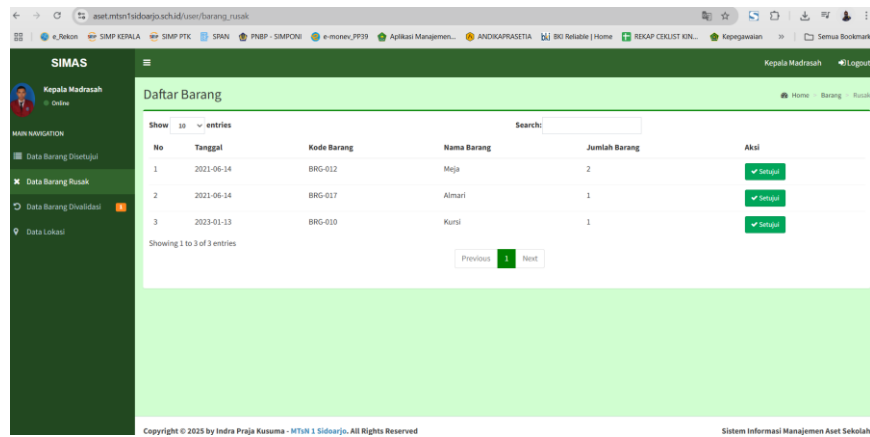 aset.mtsn1sidoarjo.sch.id/user/barang_rusak
e_Rekon SIMP KEPALA SIMP PTK SPAN PNBP - SIMPONI e-monev_PP39 Aplikasi Manajemen... ANDIKAPRASETIA BKI Reliable | Home REKAP CEKLIST KIN... Kepegawaian » Semua Bookmark
SIMAS Kepala Madrasah Logout
Kepala Madrasah
Online
Daftar Barang Home Barang Rusak
MAIN NAVIGATION
Data Barang Disetujui
Data Barang Rusak
Data Barang Divalidasi 1
Data Lokasi
Show 10 entries Search:
No Tanggal Kode Barang Nama Barang Jumlah Barang Aksi
1 2021-06-14 BRG-012 Meja 2 Setujui
2 2021-06-14 BRG-017 Almari 1 Setujui
3 2023-01-13 BRG-010 Kursi 1 Setujui
Showing 1 to 3 of 3 entries
Previous 1 Next
Copyright © 2025 by Indra Praja Kusuma - MTsN 1 Sidoarjo. All Rights Reserved Sistem Informasi Manajemen Aset Sekolah